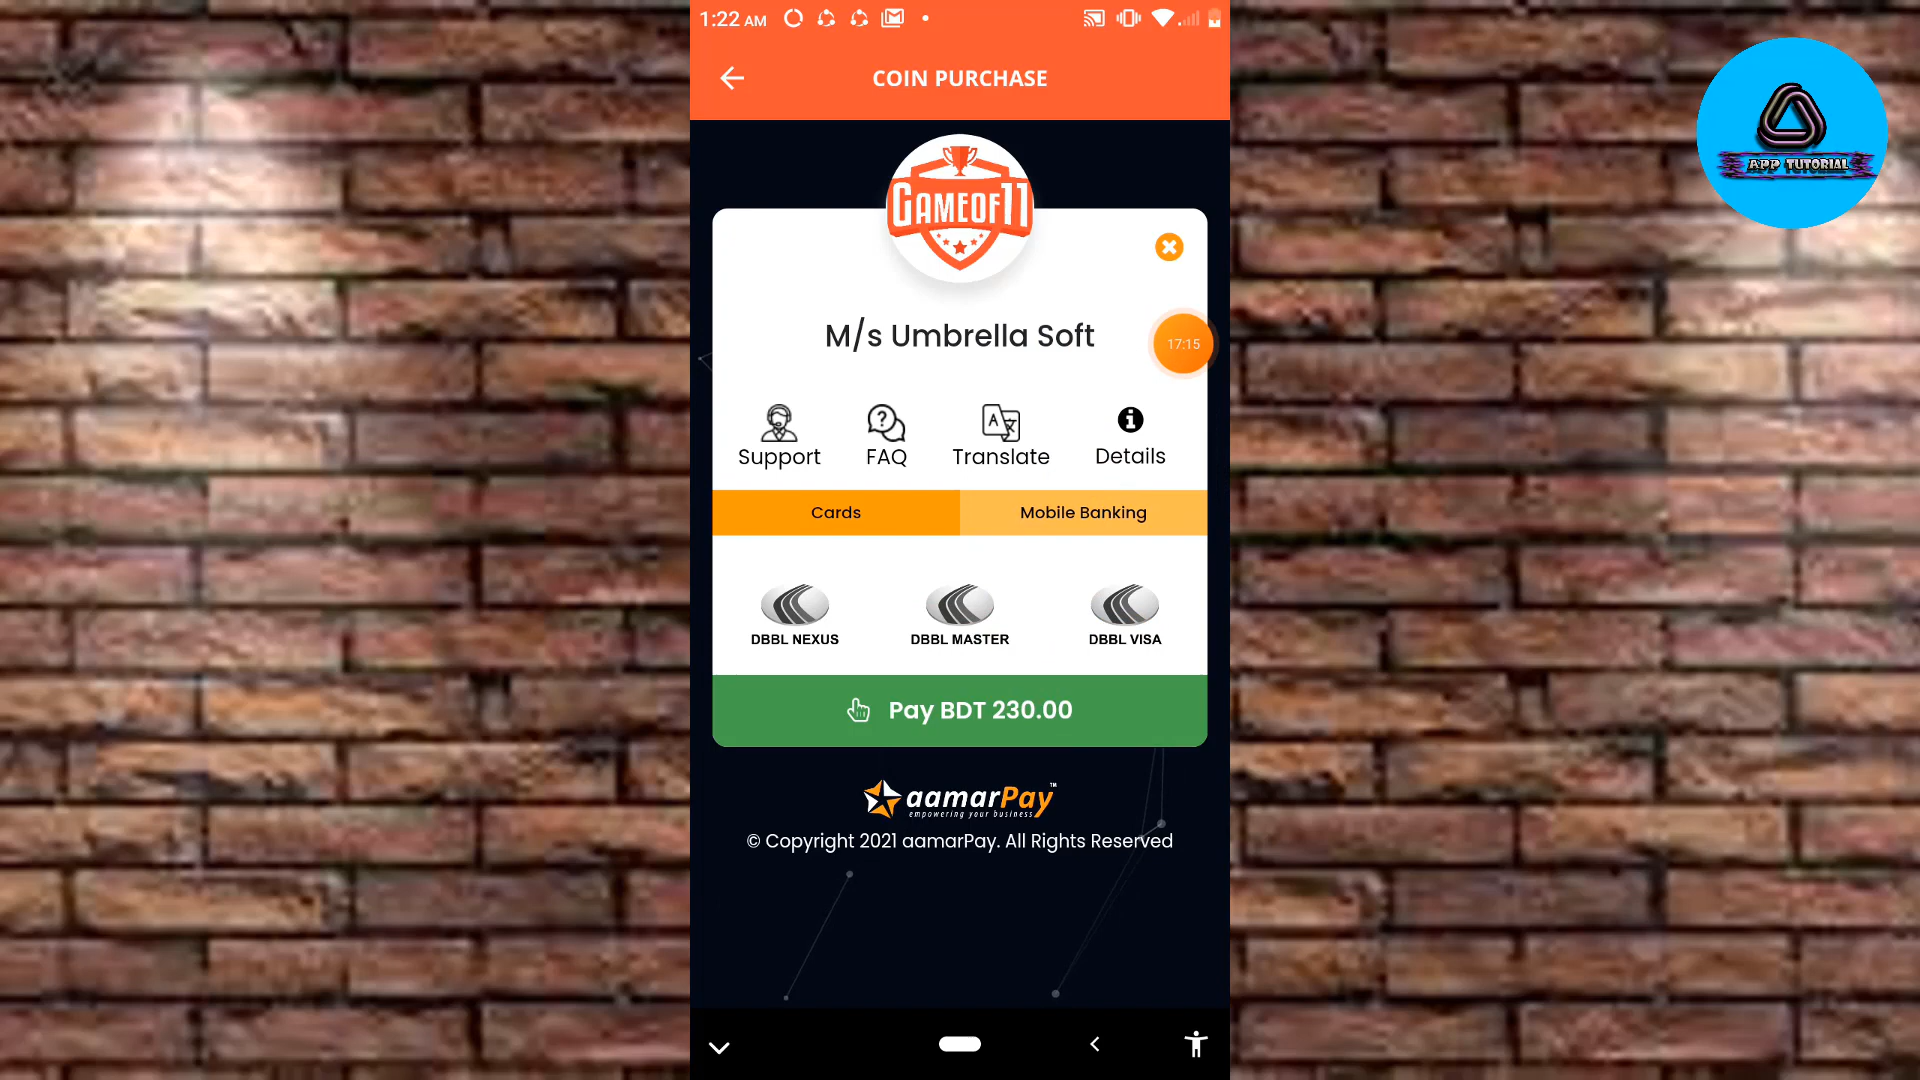 1:22 AM
COIN PURCHASE
APP TUTORIAL
GAMEOF11
M/s Umbrella Soft
17:15
Support
FAQ
Translate
Details
Cards
Mobile Banking
DBBL NEXUS
DBBL MASTER
DBBL VISA
Pay BDT 230.00
aamarPay™
empowering your business
© Copyright 2021 aamarPay. All Rights Reserved